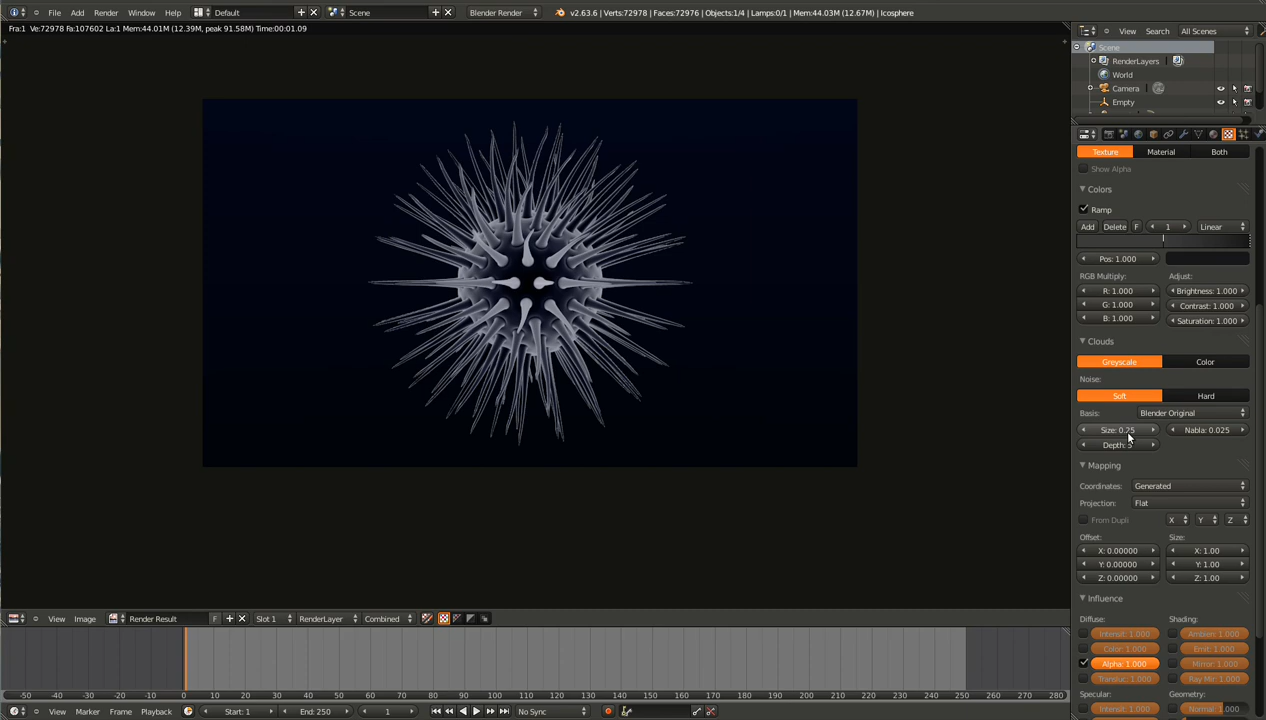 File Add Render Window Help Default Scene Blender Render v2.63.6 | Verts:72978 | Faces:72976 | Objects:1/4 | Lamps:0/1 | Mem:44.03M (12.67M) | Icosphere
Fra:1 Ve:72978 Fa:107602 La:1 Mem:44.01M (12.39M, peak 91.58M) Time:00:01.09
View Search All Scenes
Scene
RenderLayers
World
Camera
Empty
Texture Material Both
Show Alpha
Colors
Ramp
Add Delete F 1 Linear
Pos: 1.000
RGB Multiply: Adjust:
R: 1.000 Brightness: 1.000
G: 1.000 Contrast: 1.000
B: 1.000 Saturation: 1.000
Clouds
Greyscale Color
Noise:
Soft Hard
Basis: Blender Original
Size: 0.25 Nabla: 0.025
Depth:
Mapping
Coordinates: Generated
Projection: Flat
From Dupli X Y Z
Offset: Size:
X: 0.00000 X: 1.00
Y: 0.00000 Y: 1.00
Z: 0.00000 Z: 1.00
Influence
Diffuse: Shading:
Intensit: 1.000 Ambien: 1.000
Color: 1.000 Emit: 1.000
Alpha: 1.000 Mirror: 1.000
Transluc: 1.000 Ray Mir: 1.000
Specular: Geometry:
Intensit: 1.000 Normal: 1.000
View Image Render Result F Slot 1 RenderLayer Combined
-50 -40 -30 -20 -10 0 10 20 30 40 50 60 70 80 90 100 110 120 130 140 150 160 170 180 190 200 210 220 230 240 250 260 270 280
View Marker Frame Playback Start: 1 End: 250 1 No Sync